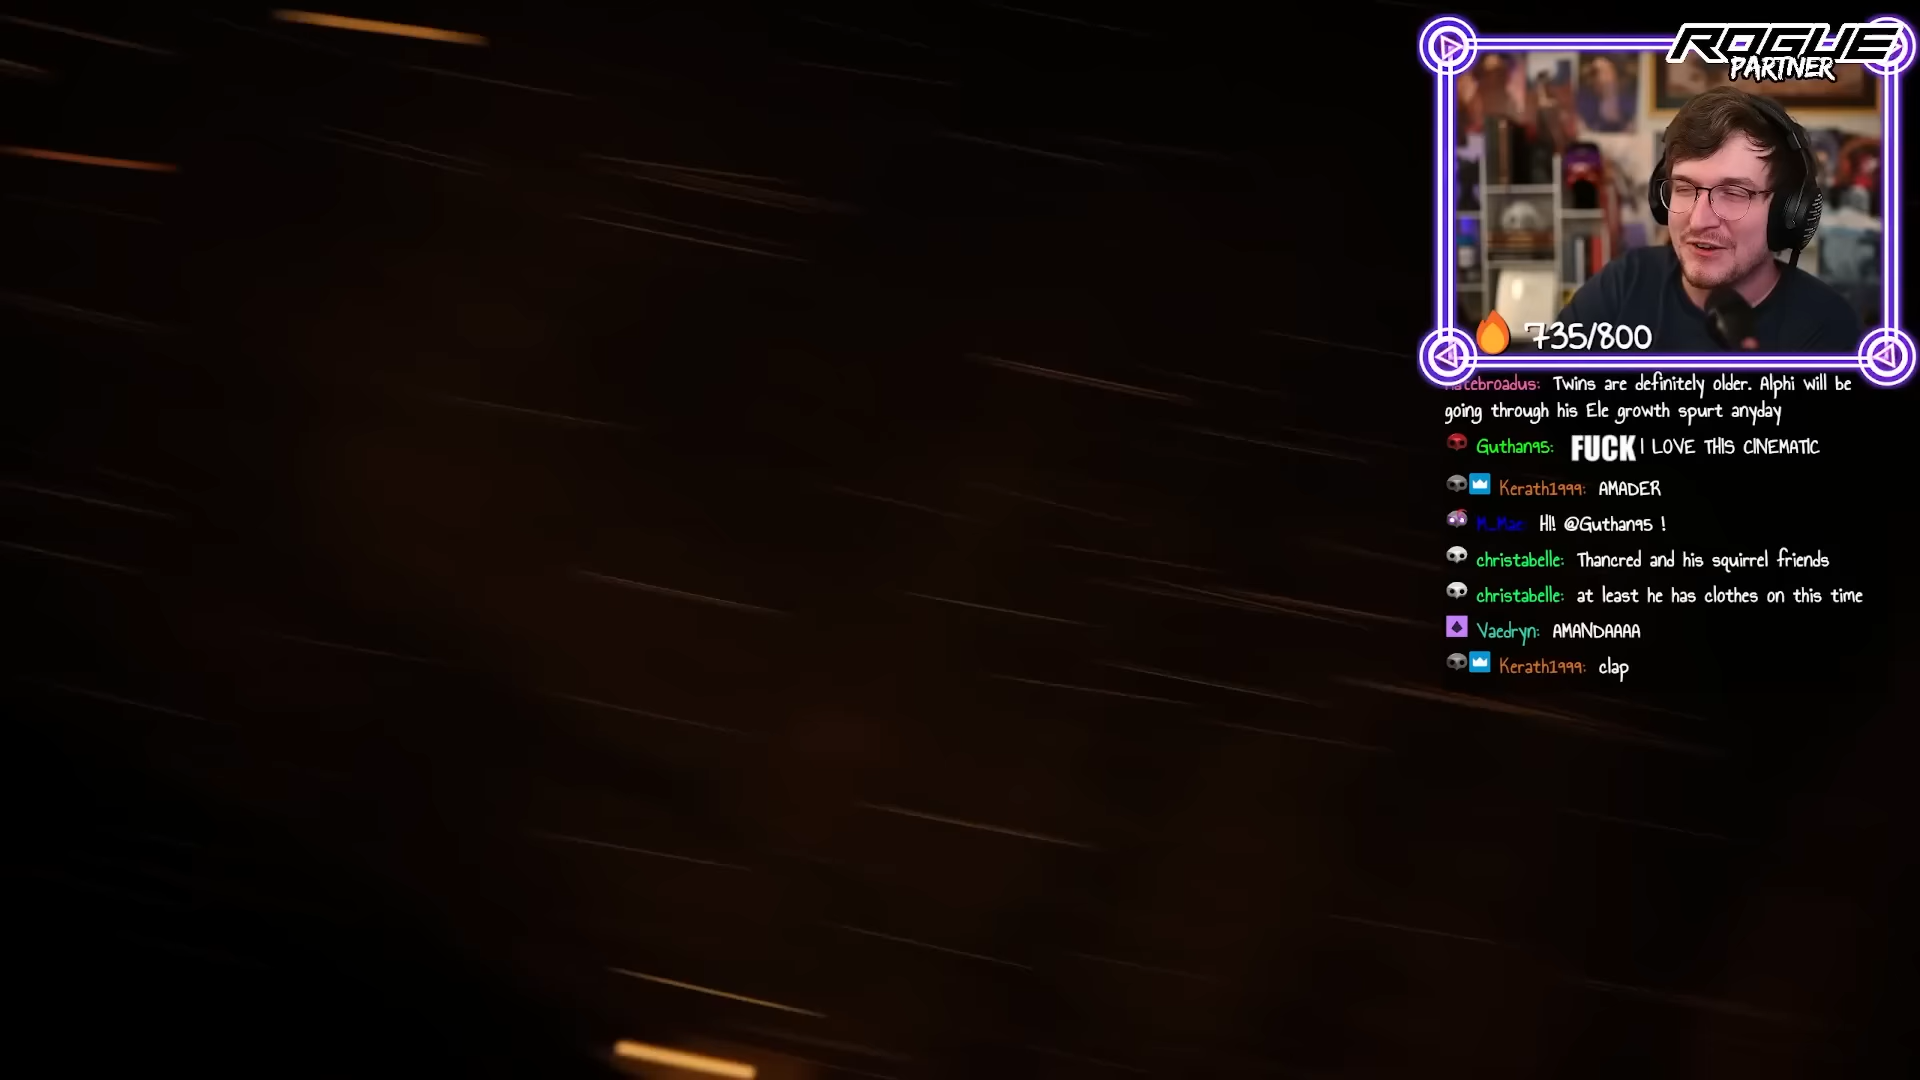 ROGUE
PARTNER
735/800
Twins are definitely older. Alphi will be
going through his Ele growth spurt anyday
Guthan95: FUCK I LOVE THIS CINEMATIC
Kerath1999: AMADER
M_Mae: HI! @Guthan95 !
christabelle: Thancred and his squirrel friends
christabelle: at least he has clothes on this time
Vaedryn: AMANDAAAA
Kerath1999: clap